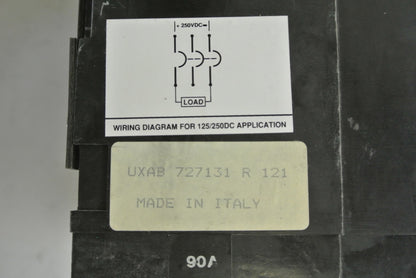 + 250VDC -
LOAD
WIRING DIAGRAM FOR 125/250DC APPLICATION
UXAB 727131 R 121
MADE IN ITALY
90A